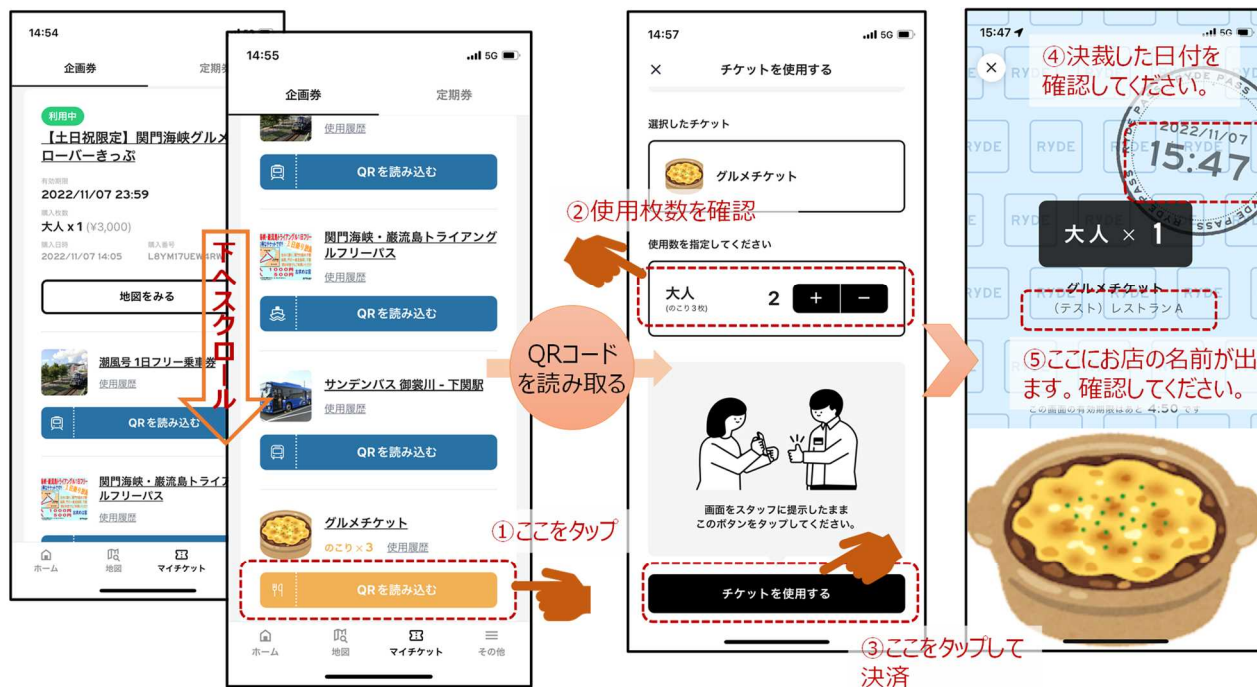 14:54
企画券
定期
利用中
【土日祝限定】関門海峡グルメ
ローバーきっぷ
有効期限
2022/11/07 23:59
購入枚数
大人 x 1 (¥3,000)
購入日時
購入番号
2022/11/07 14:05
L8YM17UEW4RW
地図をみる
潮風号 1日フリー乗車券
使用履歴
QRを読み込む
関門海峡・巌流島トライア
ルフリーパス
使用履歴
ホーム
地図
マイチケット
下へスクロール
14:55
5G
企画券
定期券
使用履歴
QRを読み込む
関門海峡・巌流島トライアング
ルフリーパス
使用履歴
QRを読み込む
サンデンバス 御裳川 - 下関駅
使用履歴
QRを読み込む
グルメチケット
のこり × 3
使用履歴
QRを読み込む
ホーム
地図
マイチケット
その他
①ここをタップ
QRコード
を読み取る
14:57
5G
×
チケットを使用する
選択したチケット
グルメチケット
②使用枚数を確認
使用数を指定してください
大人
(のこり3枚)
2
+
−
画面をスタッフに提示したまま
このボタンをタップしてください。
チケットを使用する
③ここをタップして
決済
15:47
5G
×
④決裁した日付を
確認してください。
RYDE PASS
2022/11/07
15:47
RYDE PASS
RYDE
RYDE
大人 × 1
グルメチケット
(テスト) レストランA
⑤ここにお店の名前が出
ます。確認してください。
この画面の有効期限はあと 4:50 です